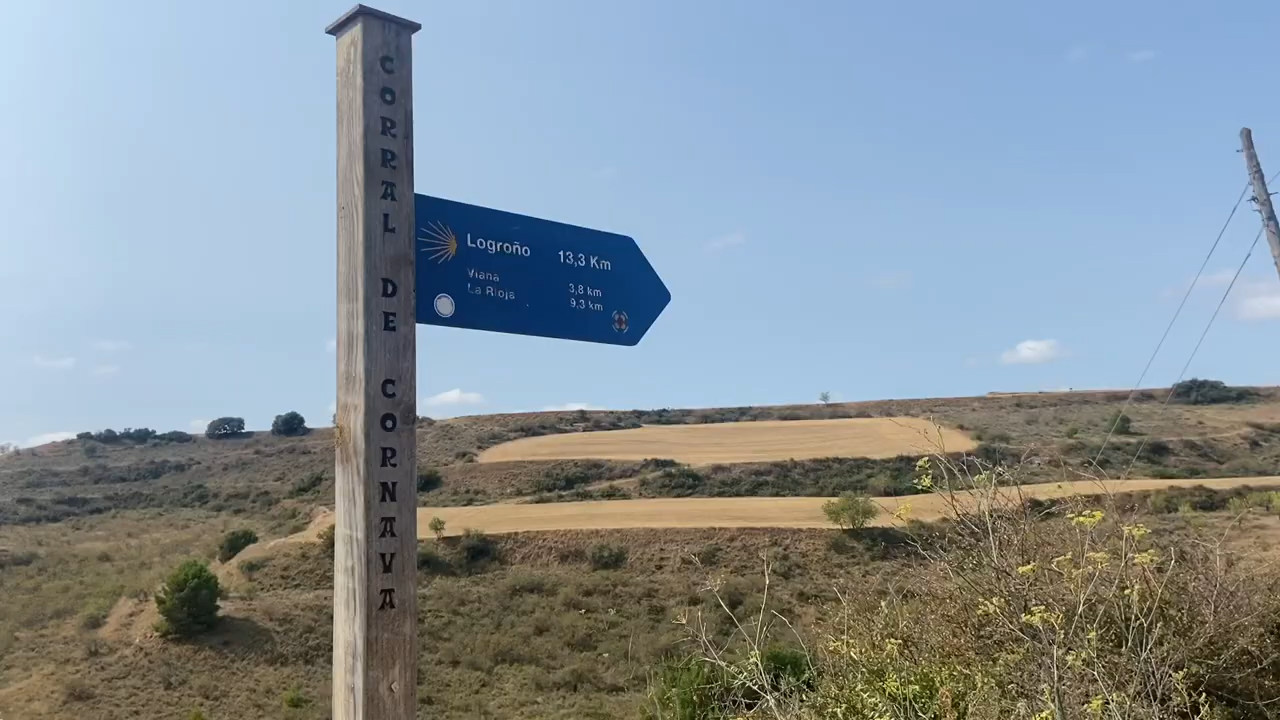 CORRAL DE CORNAVA
Logroño 13,3 Km
Viana 3,8 km
La Rioja 9,3 km